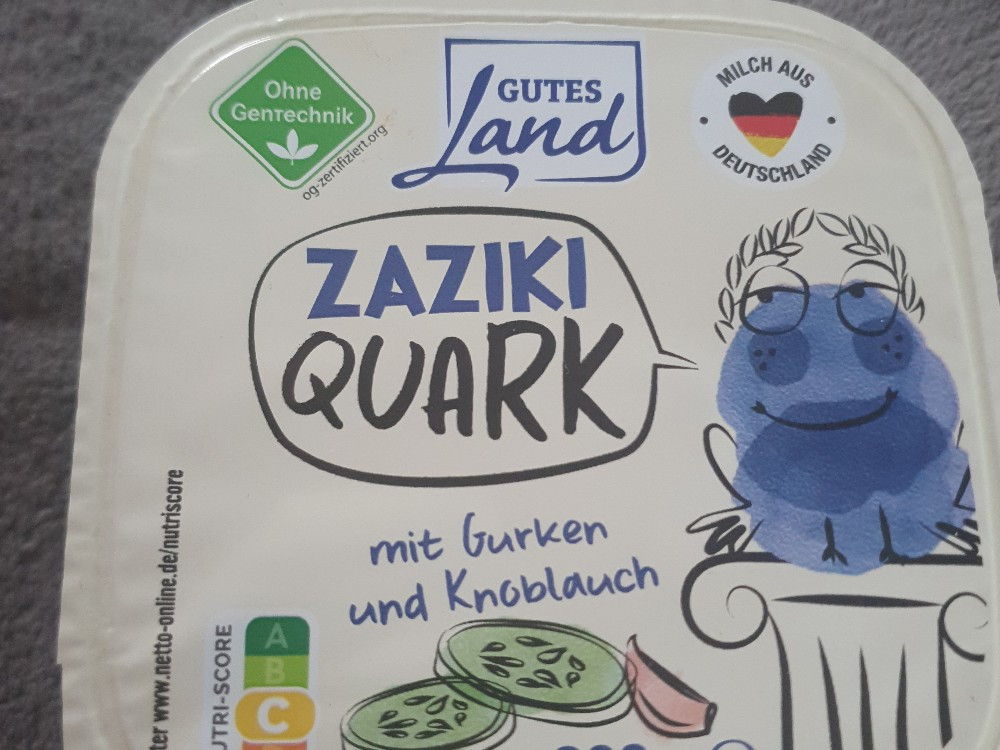 Ohne
GenTechnik
og-zertifiziert.org
GUTES
Land
MILCH AUS
DEUTSCHLAND
ZAZIKI
QUARK
mit Gurken
und Knoblauch
www.netto-online.de/nutriscore
UTRI-SCORE
A
B
C